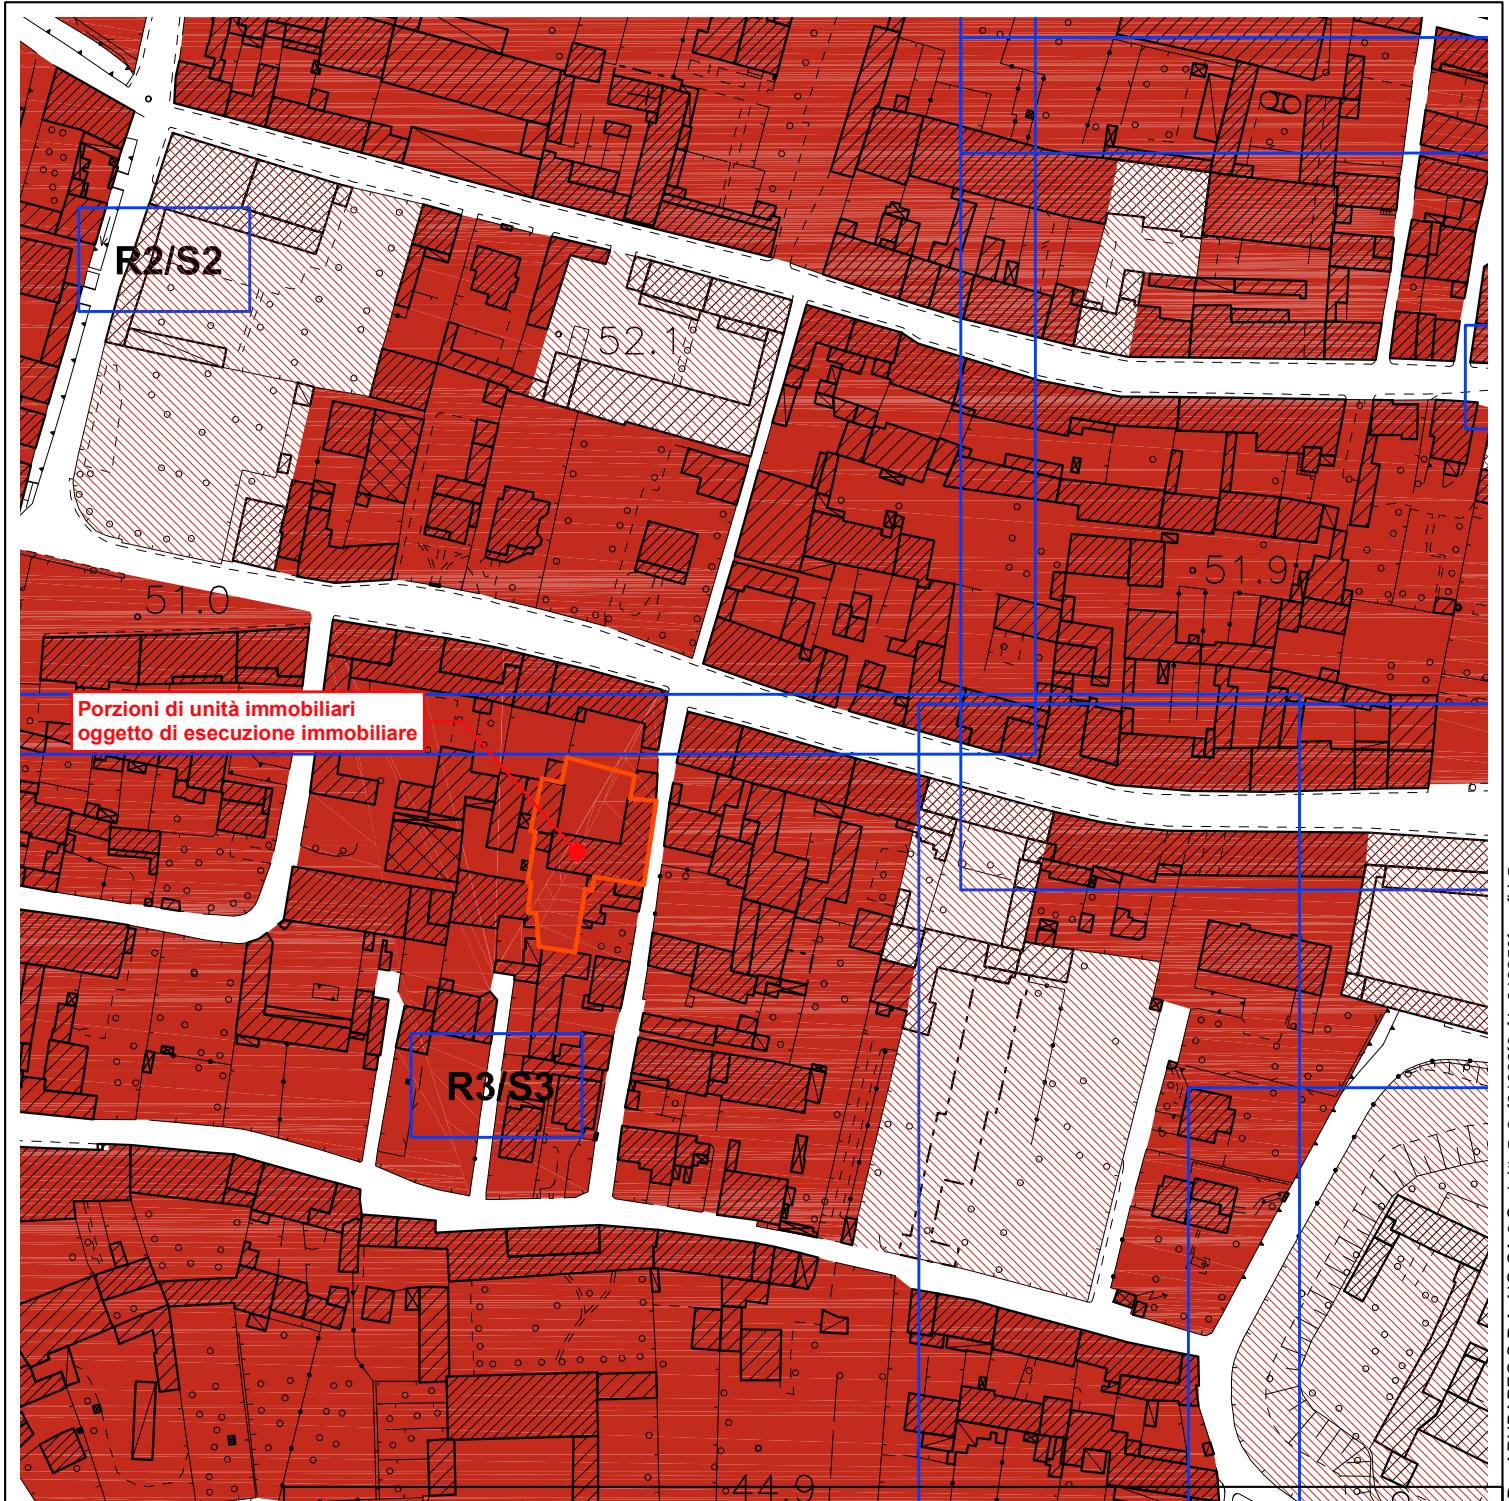 R2/S2
52.1
51.9
51.0
Porzioni di unità immobiliari
oggetto di esecuzione immobiliare
R3/S3
44.9